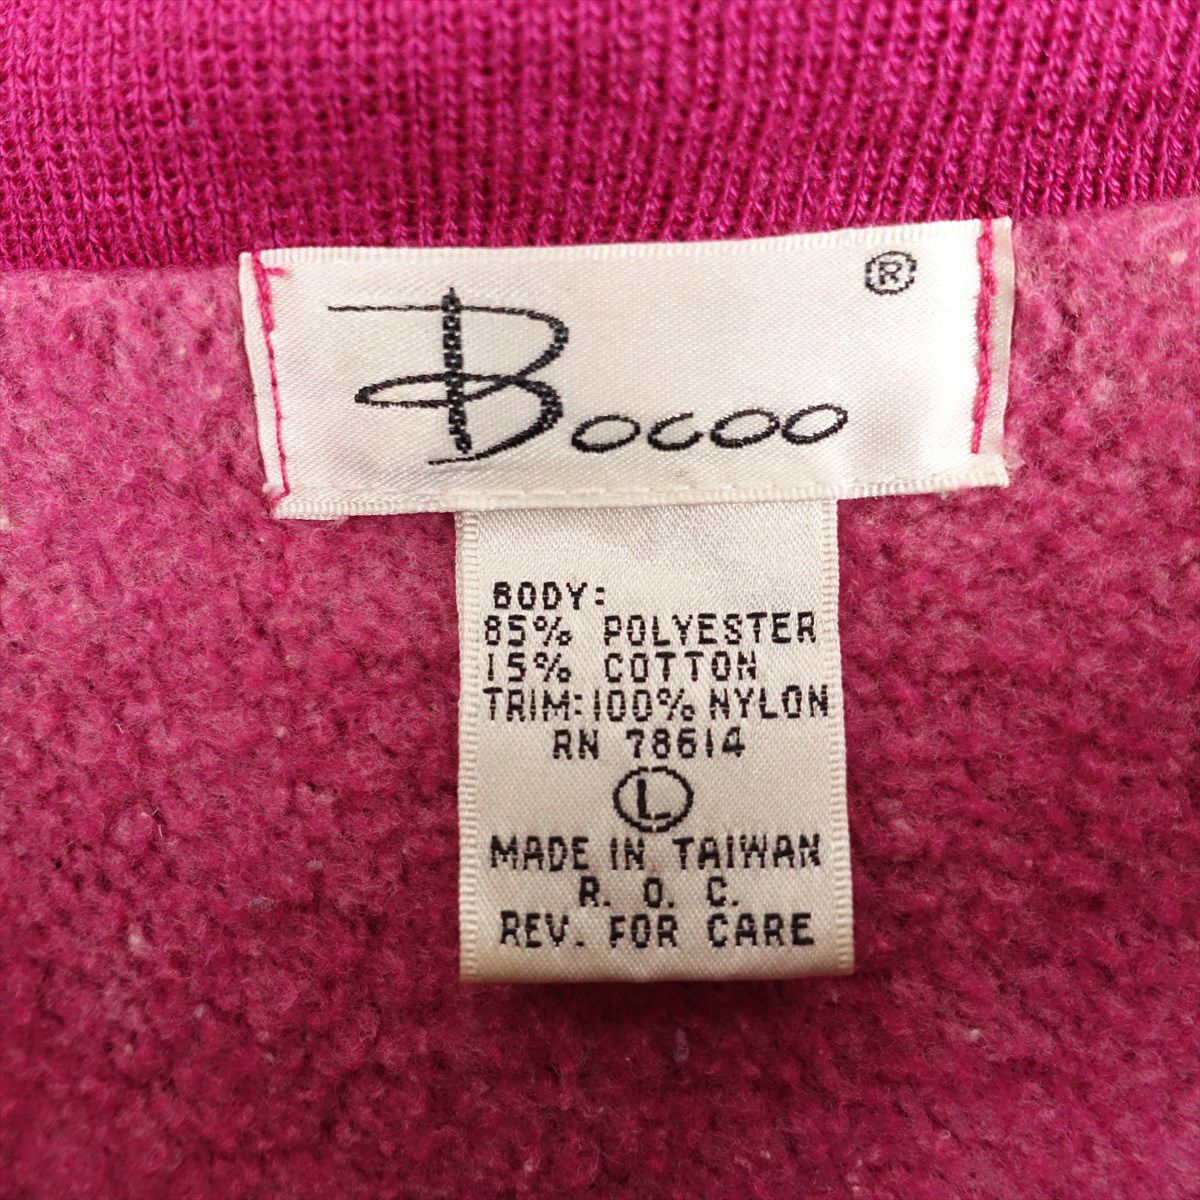 Bocoo ®
BODY:
85% POLYESTER
15% COTTON
TRIM: 100% NYLON
RN 78614
L
MADE IN TAIWAN
R. O. C.
REV. FOR CARE